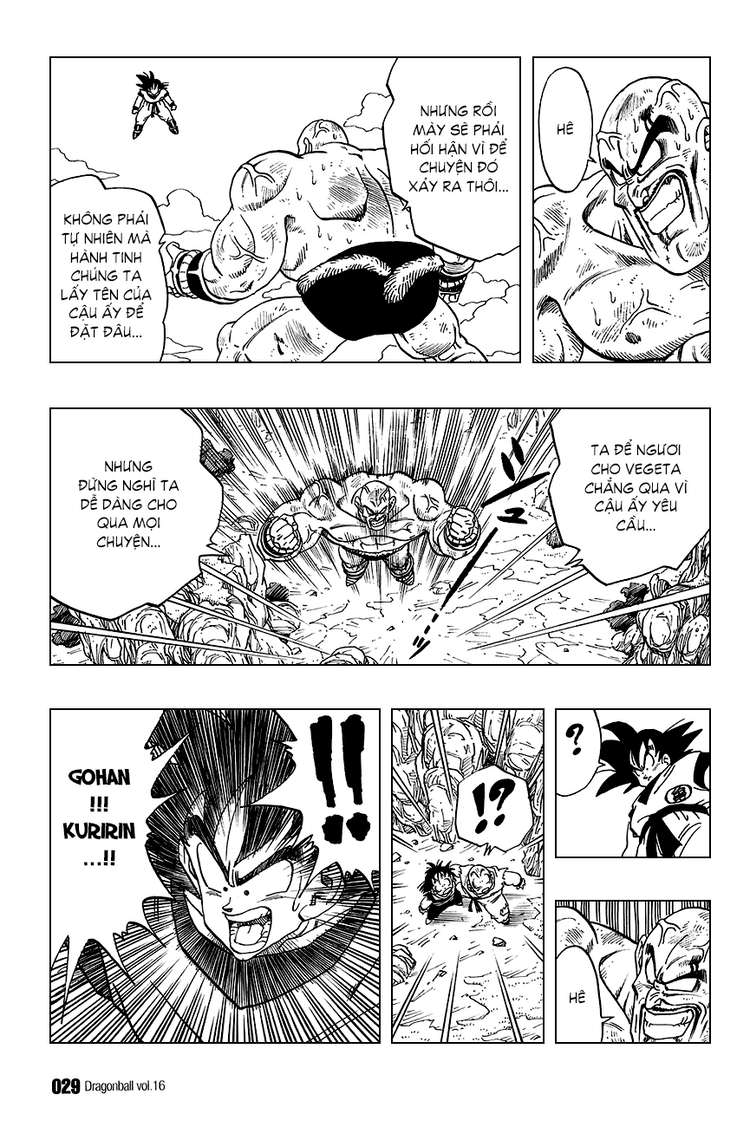 HÊ
NHƯNG RỒI
MÀY SẼ PHẢI
HỐI HẬN VÌ ĐỂ
CHUYỆN ĐÓ
XẢY RA THÔI...
KHÔNG PHẢI
TỰ NHIÊN MÀ
HÀNH TINH
CHÚNG TA
LẤY TÊN CỦA
CẬU ẤY ĐỂ
ĐẶT ĐÂU...
TA ĐỂ NGƯƠI
CHO VEGETA
CHẲNG QUA VÌ
CẬU ẤY YÊU
CẦU...
NHƯNG
ĐỪNG NGHĨ TA
DỄ DÀNG CHO
QUA MỌI
CHUYỆN...
?
HÊ
!?
!!
GOHAN
!!!
KURIRIN
...!!
029 Dragonball vol.16